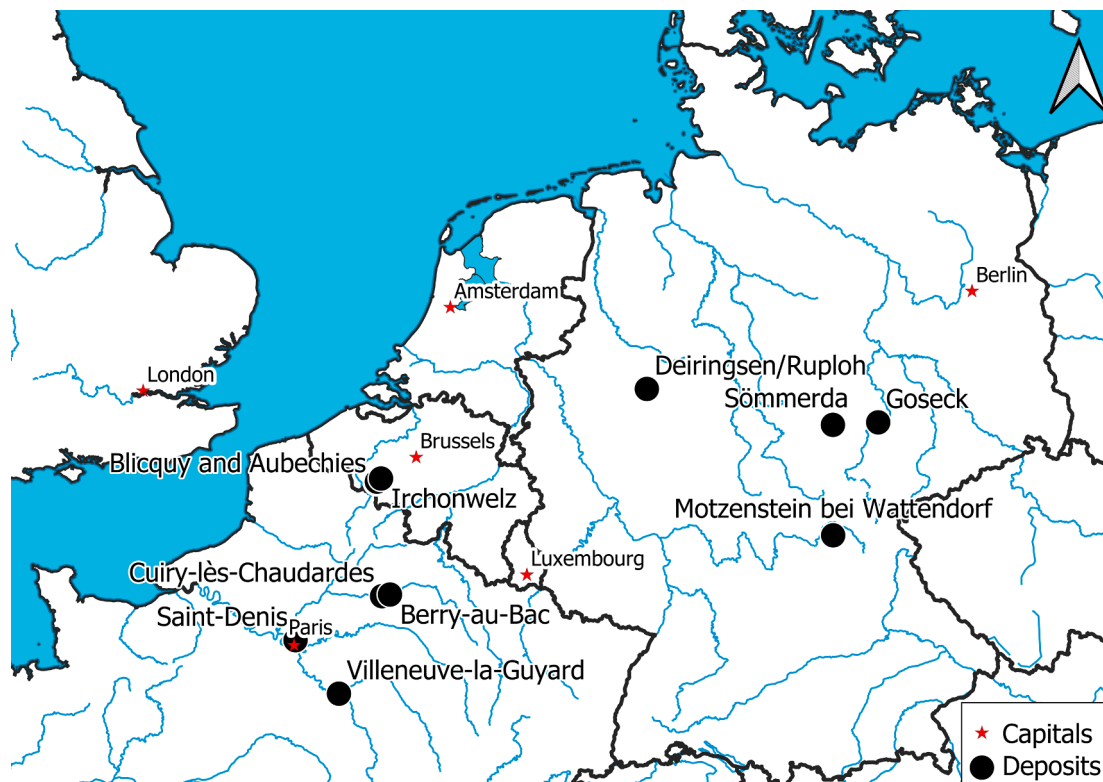 Berlin
Amsterdam
London
Deiringsen/Ruploh
Sömmerda
Goseck
Brussels
Blicquy and Aubechies
Irchonwelz
Motzenstein bei Wattendorf
Luxembourg
Cuiry-lès-Chaudardes
Berry-au-Bac
Saint-Denis
Paris
Villeneuve-la-Guyard
Capitals
Deposits